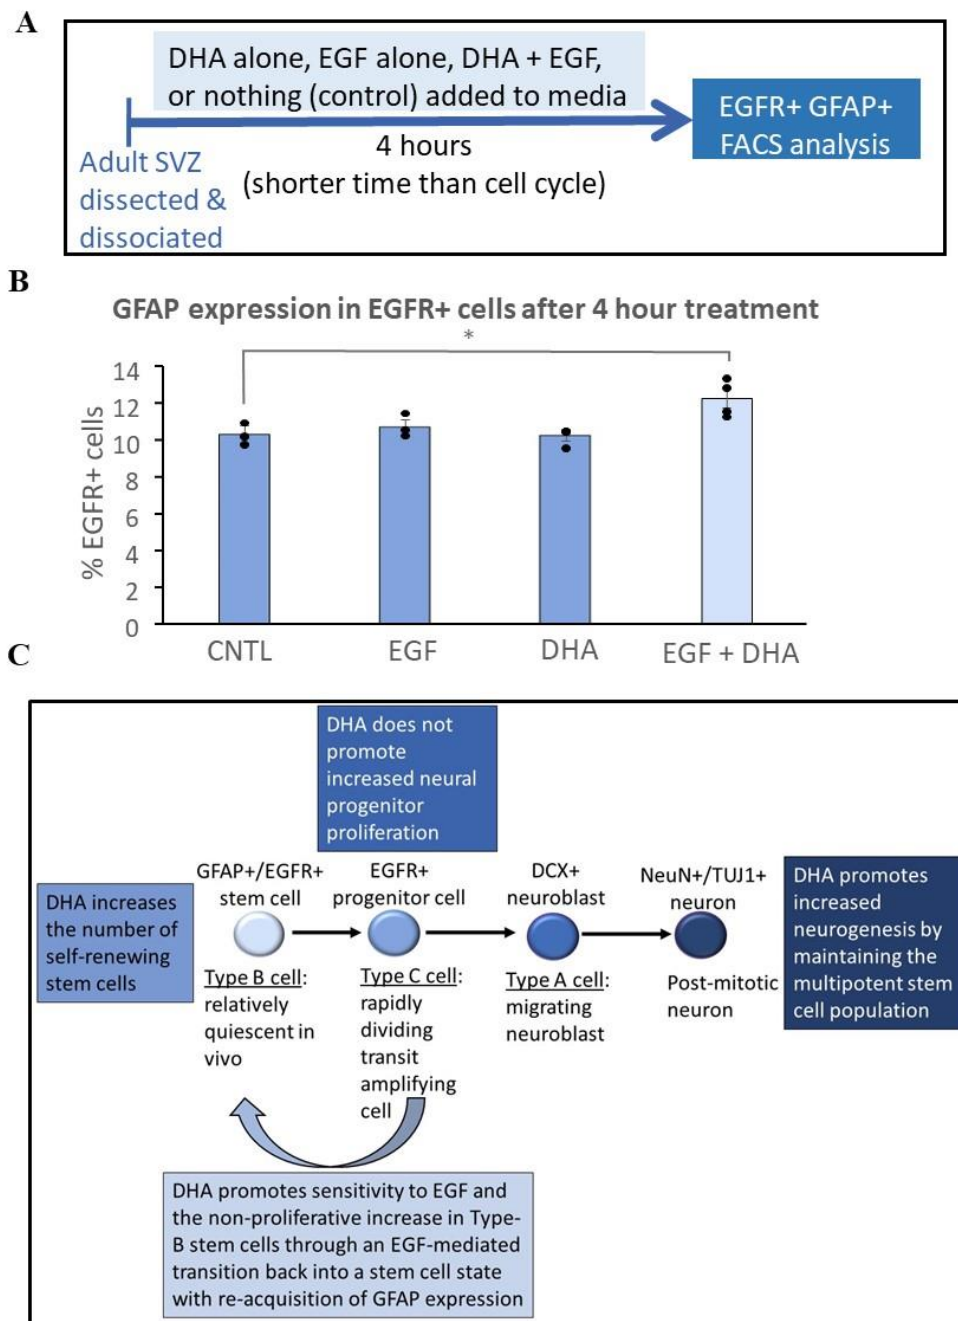 A
DHA alone, EGF alone, DHA + EGF,
or nothing (control) added to media
4 hours
(shorter time than cell cycle)
Adult SVZ
dissected &
dissociated
EGFR+ GFAP+
FACS analysis
B
GFAP expression in EGFR+ cells after 4 hour treatment
*
% EGFR+ cells
14
12
10
8
6
4
2
0
CNTL
EGF
DHA
EGF + DHA
C
DHA does not
promote
increased neural
progenitor
proliferation
DHA increases
the number of
self-renewing
stem cells
GFAP+/EGFR+
stem cell
Type B cell:
relatively
quiescent in
vivo
EGFR+
progenitor cell
Type C cell:
rapidly
dividing
transit
amplifying
cell
DCX+
neuroblast
Type A cell:
migrating
neuroblast
NeuN+/TUJ1+
neuron
Post-mitotic
neuron
DHA promotes
increased
neurogenesis by
maintaining the
multipotent stem
cell population
DHA promotes sensitivity to EGF and
the non-proliferative increase in Type-
B stem cells through an EGF-mediated
transition back into a stem cell state
with re-acquisition of GFAP expression